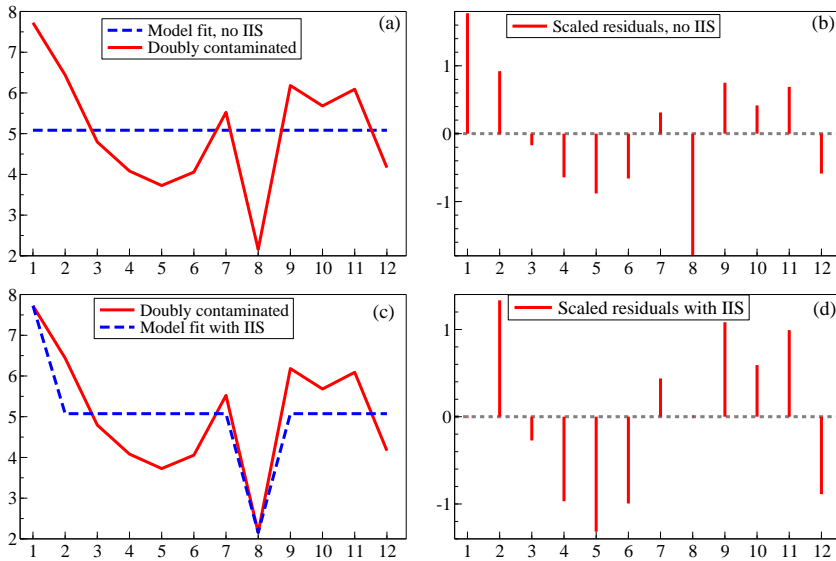 (a)
Model fit, no IIS
Doubly contaminated
8
7
6
5
4
3
2
1 2 3 4 5 6 7 8 9 10 11 12
(b)
Scaled residuals, no IIS
1
0
-1
1 2 3 4 5 6 7 8 9 10 11 12
(c)
Doubly contaminated
Model fit with IIS
8
7
6
5
4
3
2
1 2 3 4 5 6 7 8 9 10 11 12
(d)
Scaled residuals with IIS
1
0
-1
1 2 3 4 5 6 7 8 9 10 11 12